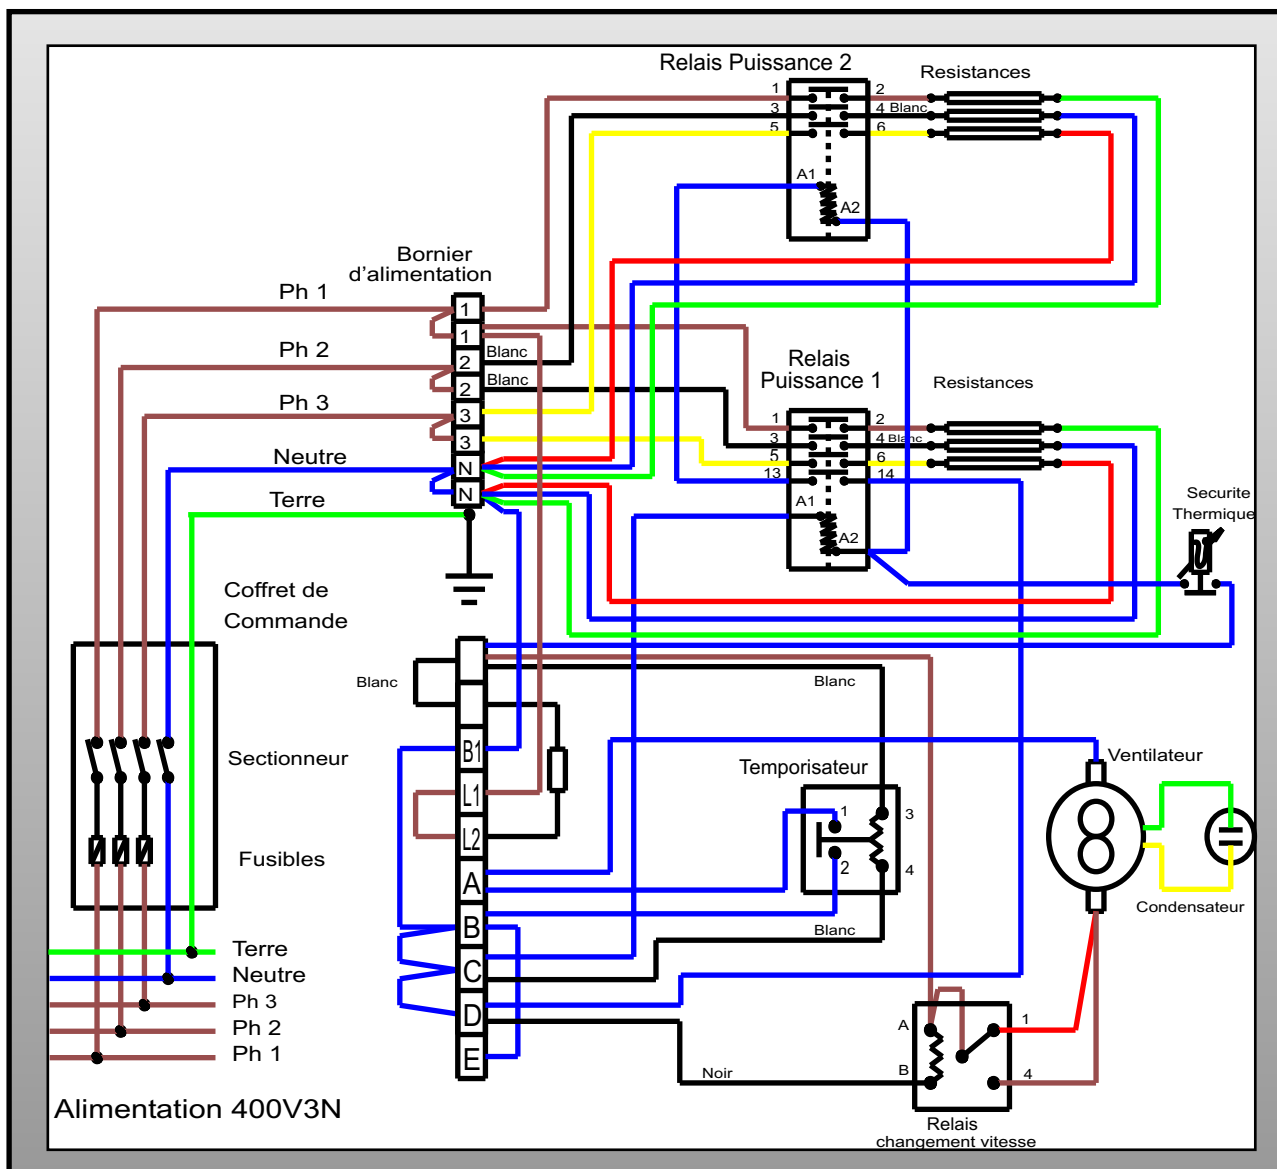 Relais Puissance 2
Resistances
1
2
3
4
Blanc
5
6
A1
A2
Bornier
d'alimentation
Ph 1
1
1
Ph 2
2
Blanc
2
Blanc
Ph 3
3
3
Neutre
N
N
Terre
Relais
Puissance 1
Resistances
1
2
3
4
Blanc
5
6
13
14
A1
A2
Securite
Thermique
Coffret de
Commande
Blanc
Blanc
B1
L1
L2
A
B
C
D
E
Sectionneur
Fusibles
Temporisateur
1
3
2
4
Blanc
Ventilateur
Condensateur
Terre
Neutre
Ph 3
Ph 2
Ph 1
A
1
B
4
Noir
Relais
changement vitesse
Alimentation 400V3N